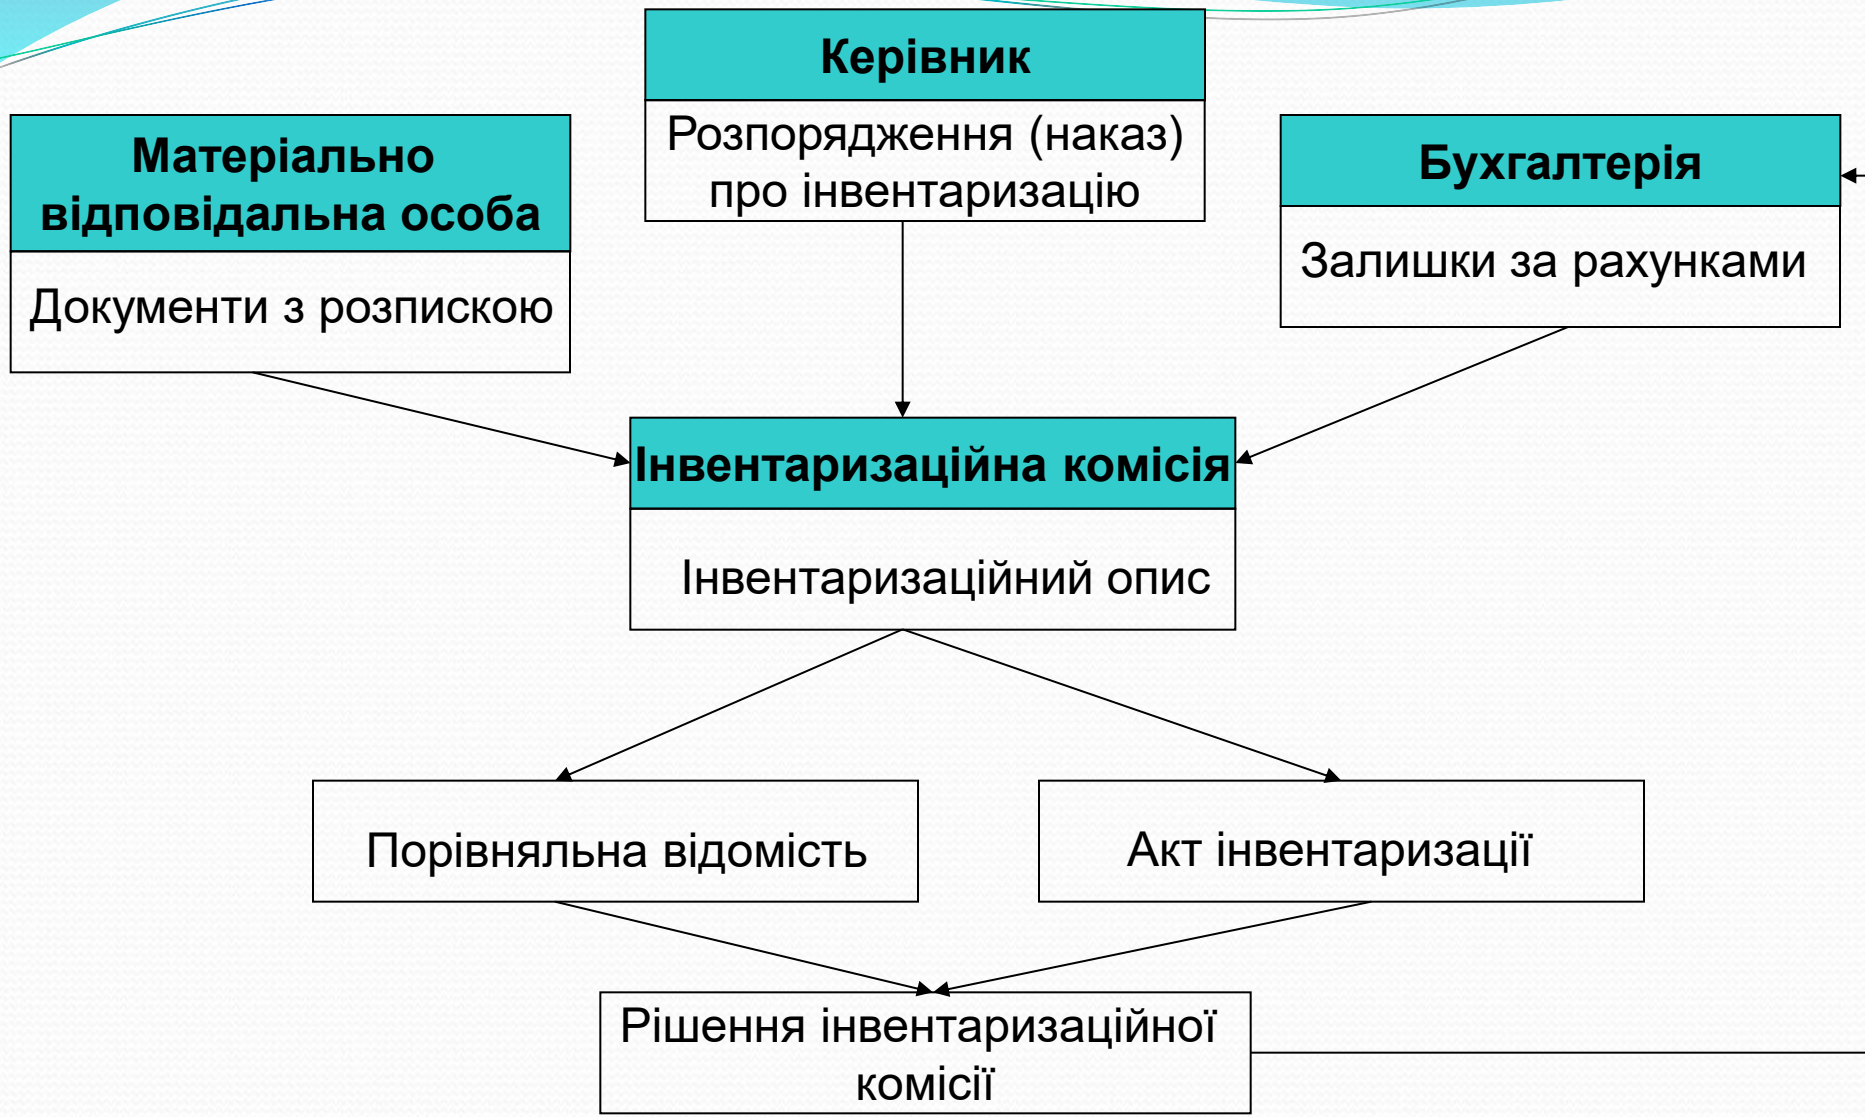 Керівник
Розпорядження (наказ)
про інвентаризацію
Матеріально
відповідальна особа
Документи з розпискою
Бухгалтерія
Залишки за рахунками
Інвентаризаційна комісія
Інвентаризаційний опис
Порівняльна відомість
Акт інвентаризації
Рішення інвентаризаційної
комісії